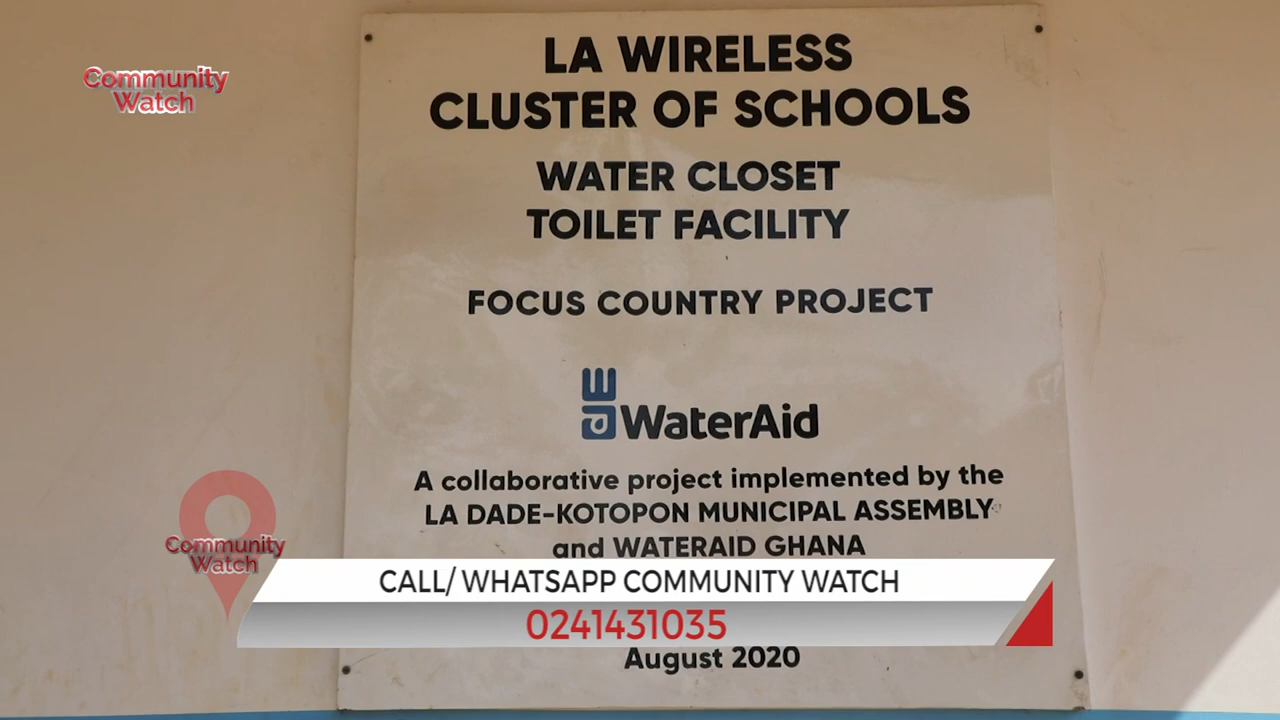 Community
Watch
LA WIRELESS
CLUSTER OF SCHOOLS
WATER CLOSET
TOILET FACILITY
FOCUS COUNTRY PROJECT
WaterAid
A collaborative project implemented by the
LA DADE-KOTOPON MUNICIPAL ASSEMBLY
and WATERAID GHANA
Community
Watch
CALL/ WHATSAPP COMMUNITY WATCH
0241431035
August 2020